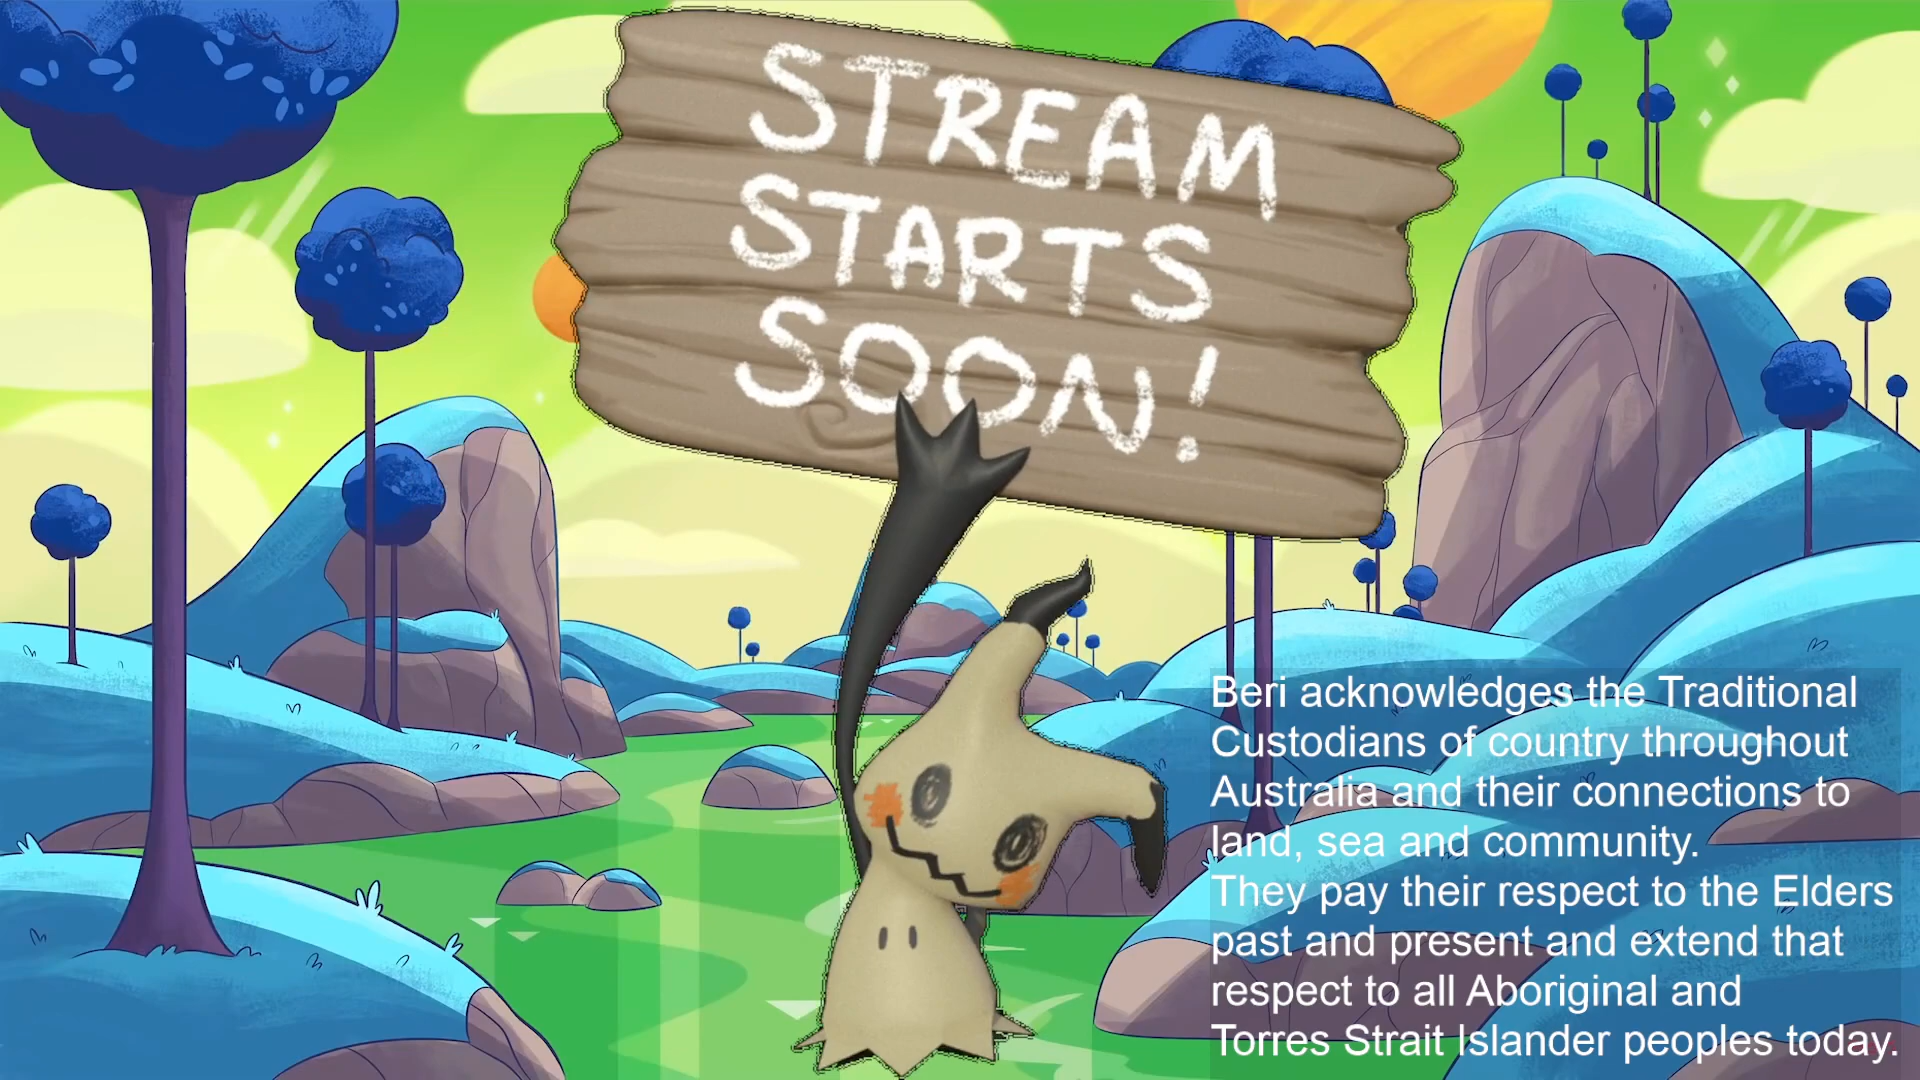 STREAM
STARTS
SOON!
Beri acknowledges the Traditional
Custodians of country throughout
Australia and their connections to
land, sea and community.
They pay their respect to the Elders
past and present and extend that
respect to all Aboriginal and
Torres Strait Islander peoples today.